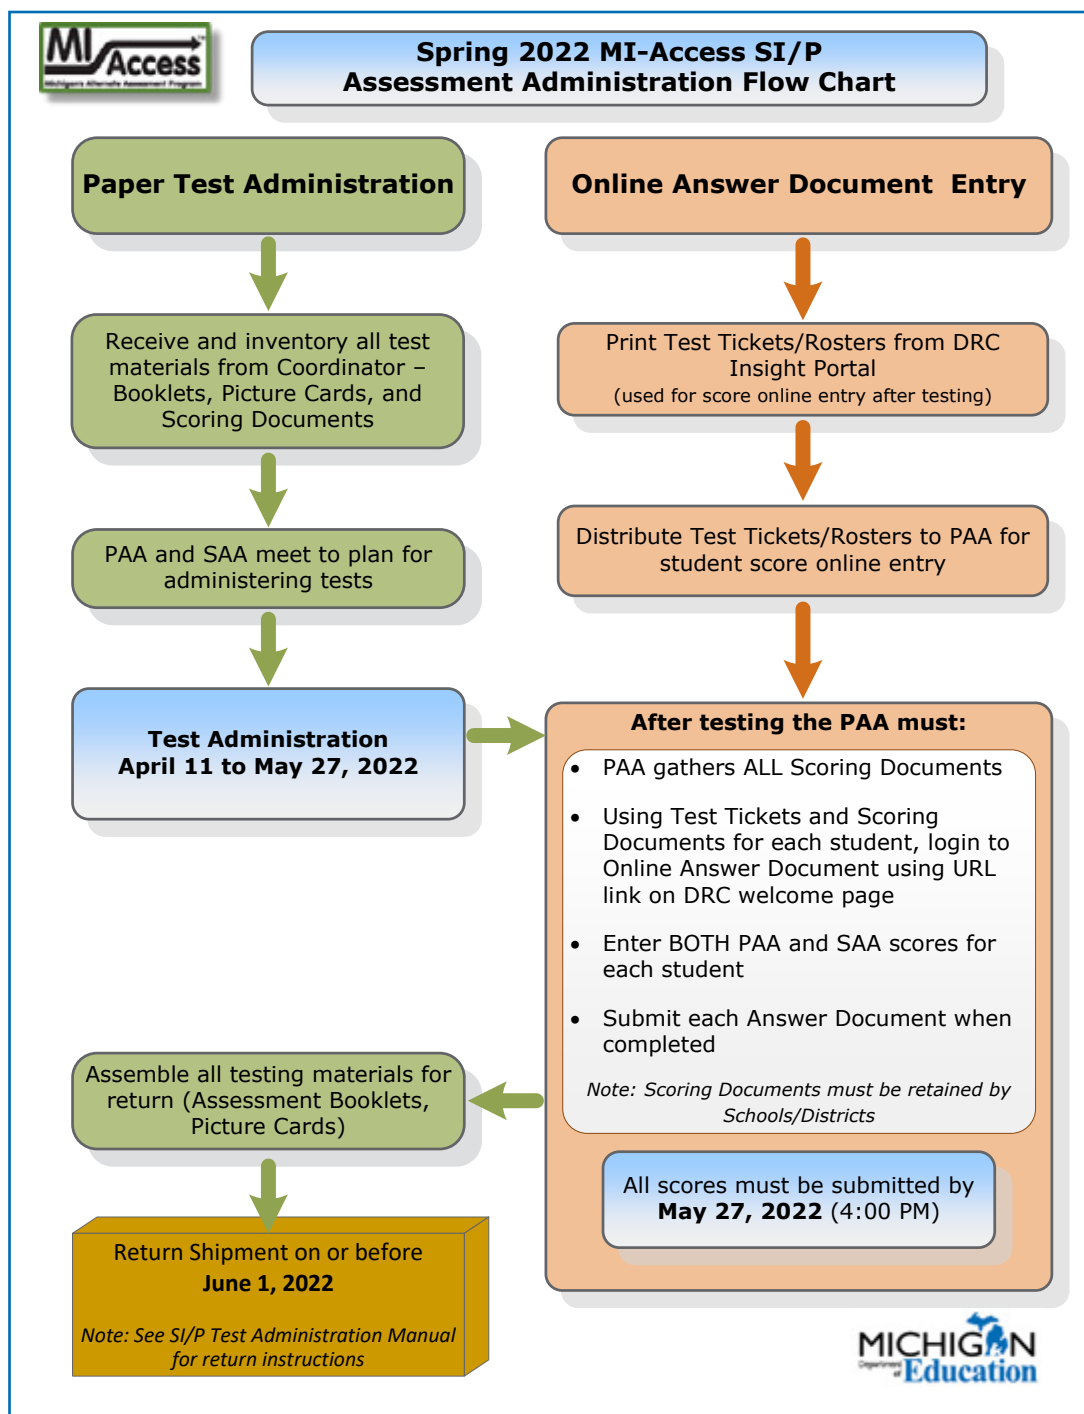 MI Access
Michigan's Alternate Assessment Program
Spring 2022 MI-Access SI/P
Assessment Administration Flow Chart
Paper Test Administration
Receive and inventory all test
materials from Coordinator –
Booklets, Picture Cards, and
Scoring Documents
PAA and SAA meet to plan for
administering tests
Test Administration
April 11 to May 27, 2022
Online Answer Document Entry
Print Test Tickets/Rosters from DRC
Insight Portal
(used for score online entry after testing)
Distribute Test Tickets/Rosters to PAA for
student score online entry
After testing the PAA must:
• PAA gathers ALL Scoring Documents
• Using Test Tickets and Scoring
Documents for each student, login to
Online Answer Document using URL
link on DRC welcome page
• Enter BOTH PAA and SAA scores for
each student
• Submit each Answer Document when
completed
Note: Scoring Documents must be retained by
Schools/Districts
All scores must be submitted by
May 27, 2022 (4:00 PM)
Assemble all testing materials for
return (Assessment Booklets,
Picture Cards)
Return Shipment on or before
June 1, 2022
Note: See SI/P Test Administration Manual
for return instructions
MICHIGAN
Department of
Education